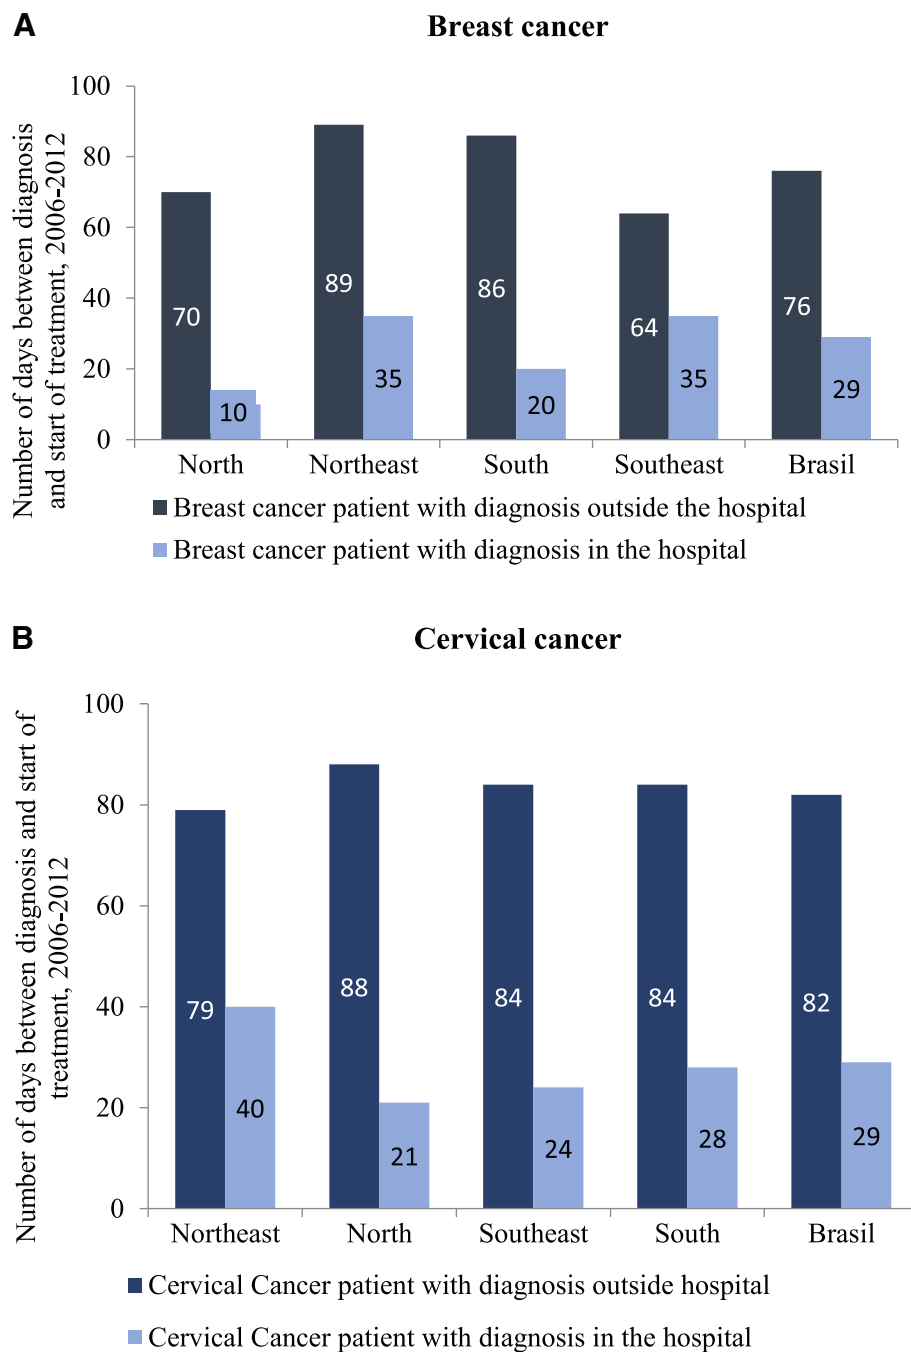 A
Breast cancer
Number of days between diagnosis
and start of treatment, 2006-2012
100
80
60
40
20
0
70
10
89
35
86
20
64
35
76
29
North
Northeast
South
Southeast
Brasil
Breast cancer patient with diagnosis outside the hospital
Breast cancer patient with diagnosis in the hospital
B
Cervical cancer
Number of days between diagnosis and start of
treatment, 2006-2012
100
80
60
40
20
0
79
40
88
21
84
24
84
28
82
29
Northeast
North
Southeast
South
Brasil
Cervical Cancer patient with diagnosis outside hospital
Cervical Cancer patient with diagnosis in the hospital